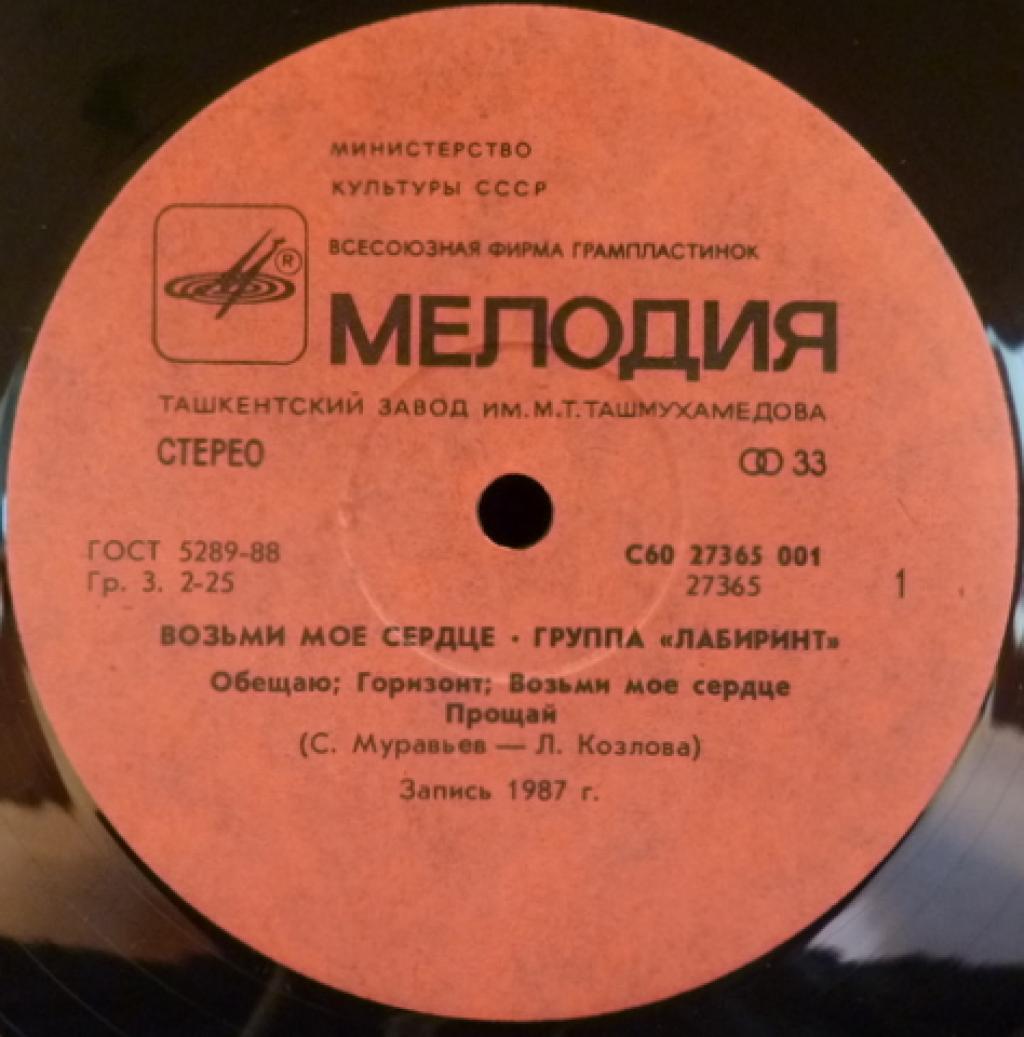 МИНИСТЕРСТВО
КУЛЬТУРЫ СССР
ВСЕСОЮЗНАЯ ФИРМА ГРАМПЛАСТИНОК
®
МЕЛОДИЯ
ТАШКЕНТСКИЙ ЗАВОД ИМ. М.Т. ТАШМУХАМЕДОВА
СТЕРЕО 33
ГОСТ 5289-88 С60 27365 001
Гр. 3. 2-25 27365 1
ВОЗЬМИ МОЕ СЕРДЦЕ · ГРУППА «ЛАБИРИНТ»
Обещаю; Горизонт; Возьми мое сердце
Прощай
(С. Муравьев — Л. Козлова)
Запись 1987 г.